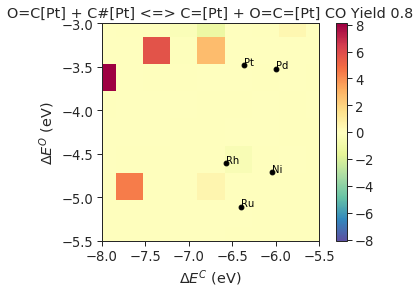 O=C[Pt] + C#[Pt] <=> C=[Pt] + O=C=[Pt] CO Yield 0.8
−3.0
−3.5
−4.0
−4.5
−5.0
−5.5
ΔE^O (eV)
Pt
Pd
Rh
Ni
Ru
−8.0 −7.5 −7.0 −6.5 −6.0 −5.5
ΔE^C (eV)
8
6
4
2
0
−2
−4
−6
−8